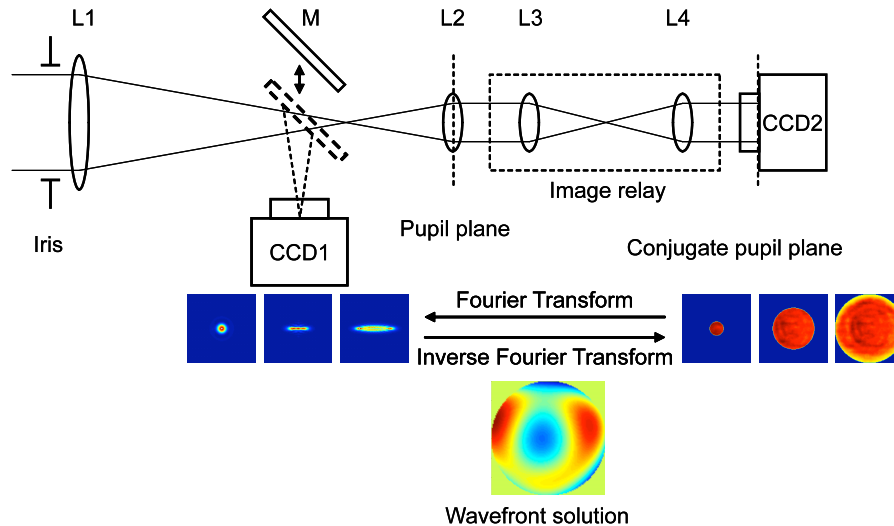 L1
M
L2
L3
L4
CCD2
Image relay
Iris
CCD1
Pupil plane
Conjugate pupil plane
Fourier Transform
Inverse Fourier Transform
Wavefront solution